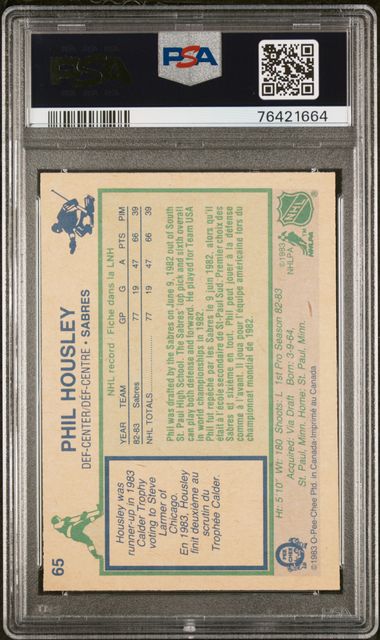 PSA
PSA
76421664
65
PHIL HOUSLEY
DEF-CENTER/DÉF-CENTRE • SABRES
Housley was
runner-up in 1983
Calder Trophy
voting to Steve
Larmer of
Chicago.
En 1983, Housley
finit deuxième au
scrutin du
Trophée Calder.
NHL record Fiche dans la LNH
YEAR TEAM GP G A PTS PIM
82-83 Sabres 77 19 47 66 39
NHL TOTALS 77 19 47 66 39
Phil was drafted by the Sabres on June 9, 1982 out of South
St. Paul High School. The Sabres' top pick and sixth overall
can play both defense and forward. He played for Team USA
in world championships in 1982.
Phil fut repêché par les Sabres le 9 juin 1982, alors qu'il
était à l'école secondaire de St-Paul Sud. Premier choix des
Sabres et sixième en tout, Phil peut jouer à la défense
comme à l'avant. Il joua pour l'équipe américaine lors du
championnat mondial de 1982.
Ht: 5'10" Wt: 180 Shoots: L 1st Pro Season 82-83
Acquired: Via Draft Born: 3-9-64,
St. Paul, Minn. Home: St. Paul, Minn.
©1983 O-Pee-Chee Ptd. in Canada-Imprimé au Canada
O PEE CHEE
NHL
©1983
NHLPA
NHLPA